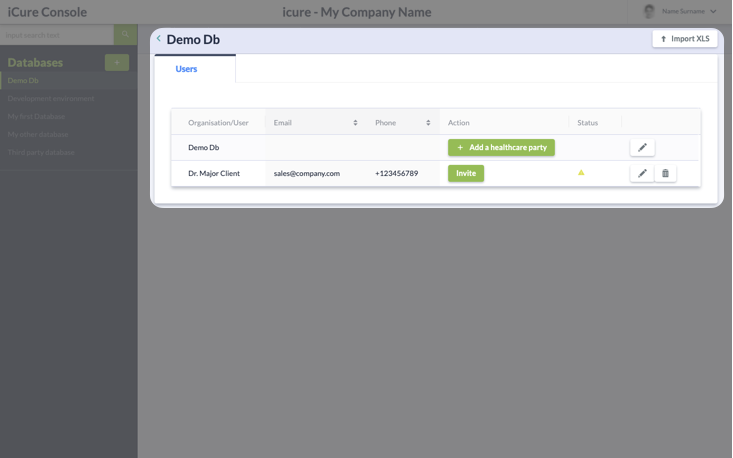 iCure Console
icure - My Company Name
Name Surname
Input search text
Databases
+
Demo Db
Development environment
My first Database
My other database
Third party database
Demo Db
Import XLS
Users
Organisation/User Email Phone Action Status
Demo Db + Add a healthcare party
Dr. Major Client sales@company.com +123456789 Invite